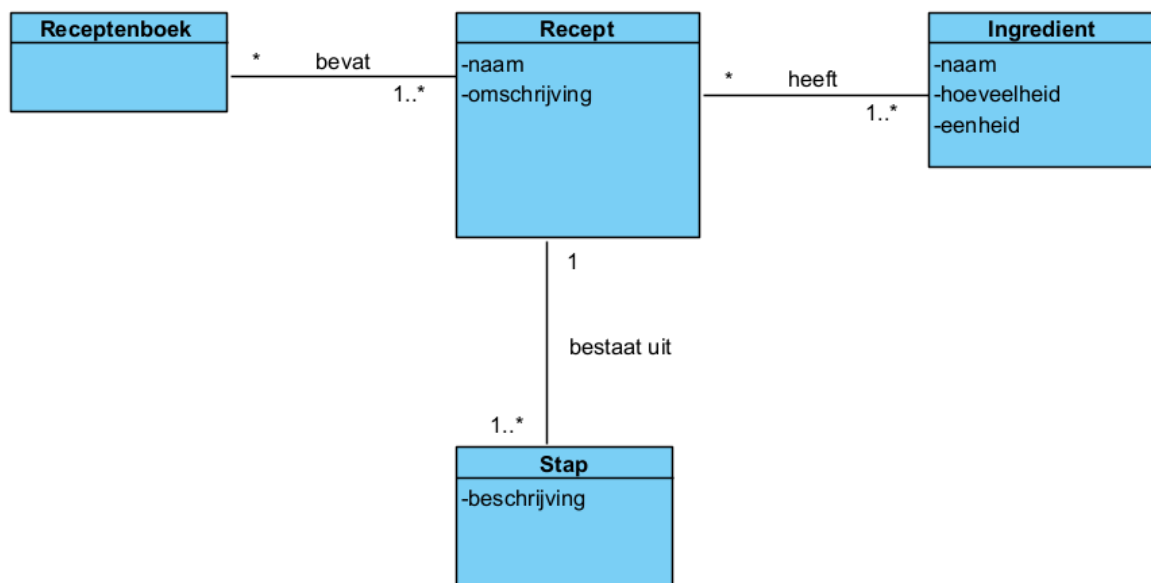 Receptenboek
* bevat 1..*
Recept
-naam
-omschrijving
* heeft 1..*
Ingredient
-naam
-hoeveelheid
-eenheid
1
bestaat uit
1..*
Stap
-beschrijving